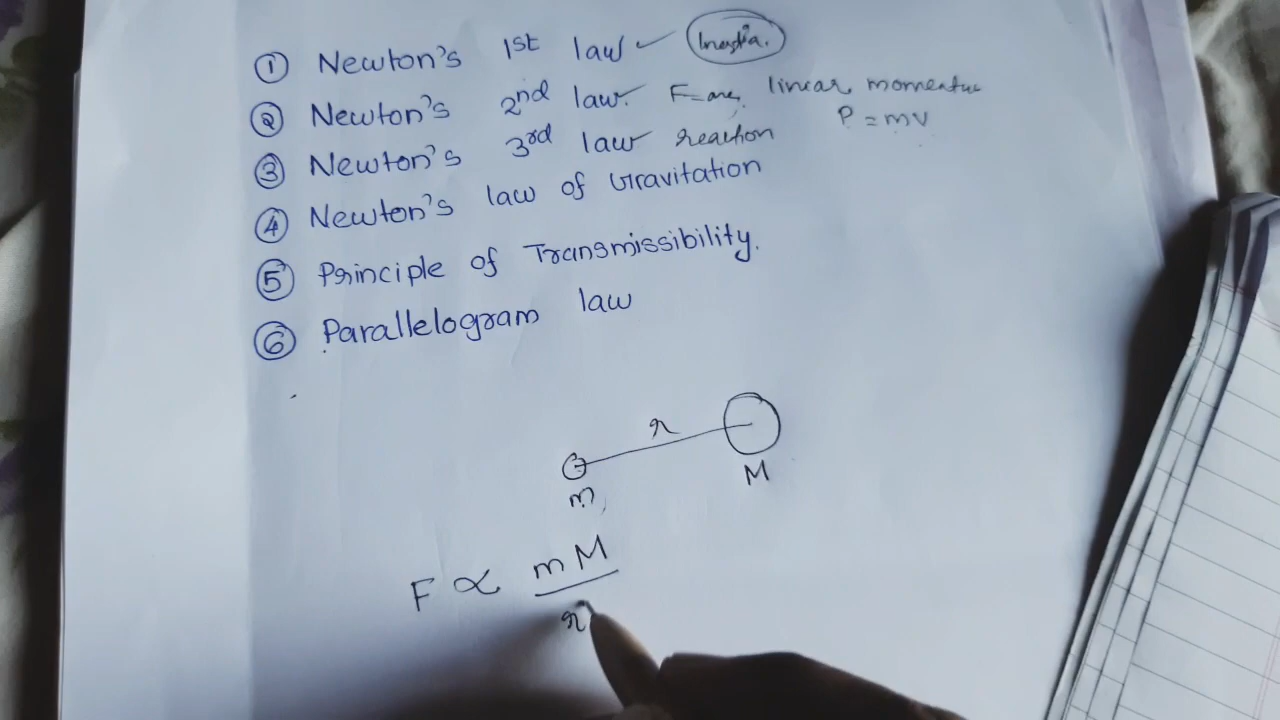 ① Newton's 1st law ✓ Inertia.
② Newton's 2nd law. F=ma, linear momentum
P = mv
③ Newton's 3rd law reaction
④ Newton's law of Gravitation
⑤ Principle of Transmissibility.
⑥ Parallelogram law
r
m M
F ∝ mM
r